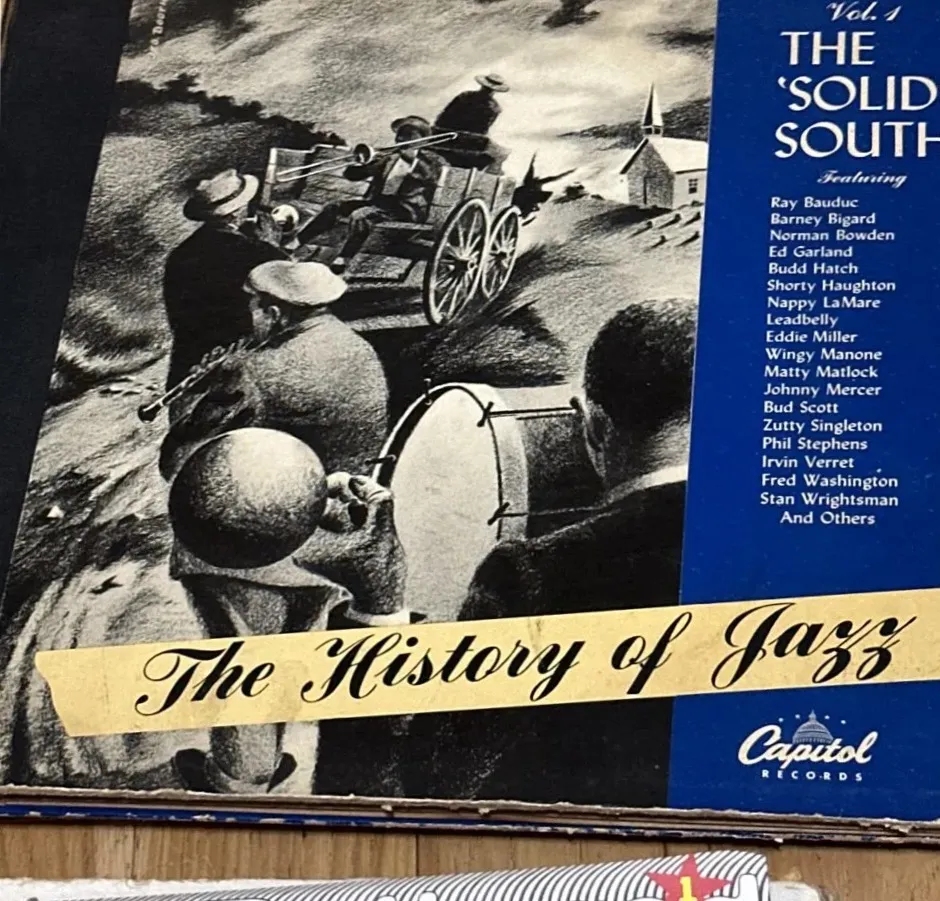 Vol. 1
THE
'SOLID
SOUTH
Featuring
Ray Bauduc
Barney Bigard
Norman Bowden
Ed Garland
Budd Hatch
Shorty Haughton
Nappy LaMare
Leadbelly
Eddie Miller
Wingy Manone
Matty Matlock
Johnny Mercer
Bud Scott
Zutty Singleton
Phil Stephens
Irvin Verret
Fred Washington
Stan Wrightsman
And Others
The History of Jazz
Capitol
RECORDS